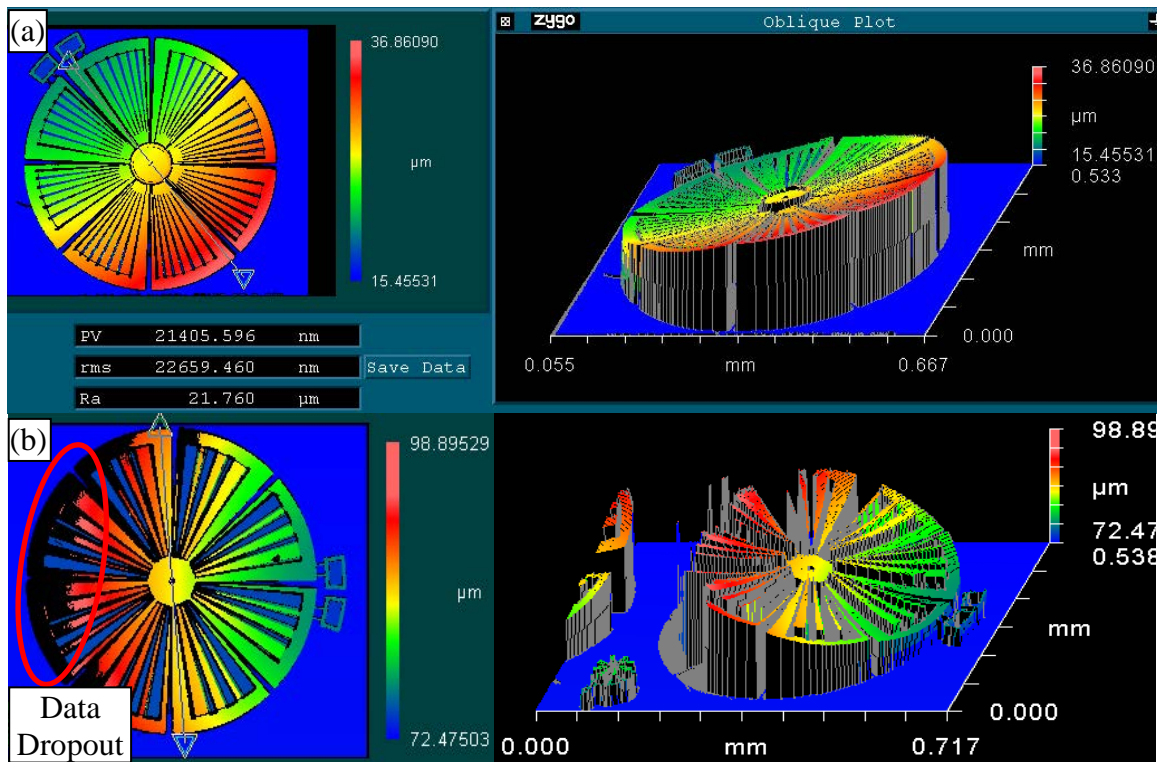 (a)
36.86090
µm
15.45531
PV 21405.596 nm
rms 22659.460 nm Save Data
Ra 21.760 µm
zygo Oblique Plot
36.86090
µm
15.45531
0.533
mm
0.000
0.055 mm 0.667
(b)
98.89529
µm
72.47503
Data
Dropout
98.89
µm
72.47
0.538
mm
0.000
0.000 mm 0.717